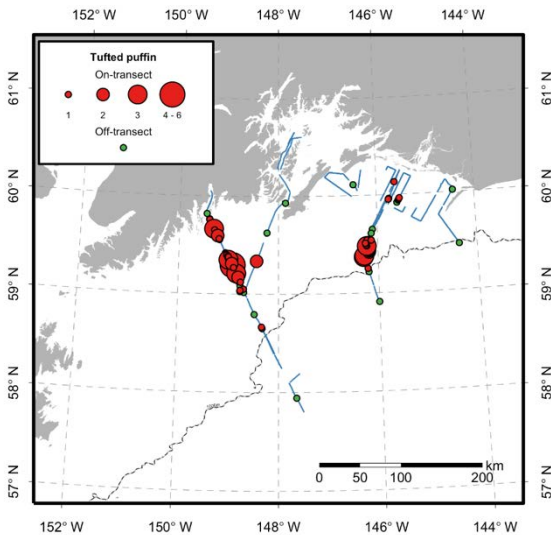 150° W 148° W 146° W 144° W
Tufted puffin
On-transect
1 2 3 4 - 6
Off-transect
61° N
60° N
59° N
58° N
57° N
61° N
60° N
59° N
58° N
57° N
km
0 50 100 200
152° W 150° W 148° W 146° W 144° W